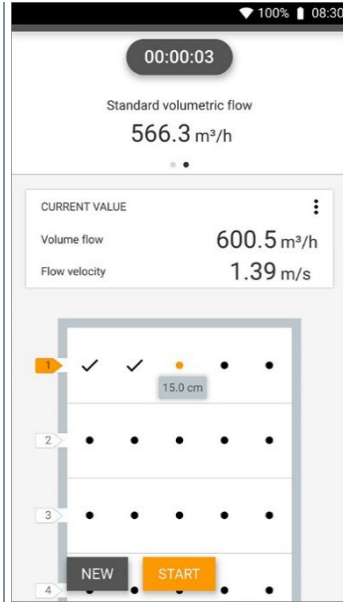 100% 08:30
00:00:03
Standard volumetric flow
566.3 m³/h
CURRENT VALUE
Volume flow 600.5 m³/h
Flow velocity 1.39 m/s
1
15.0 cm
2
3
NEW START
4